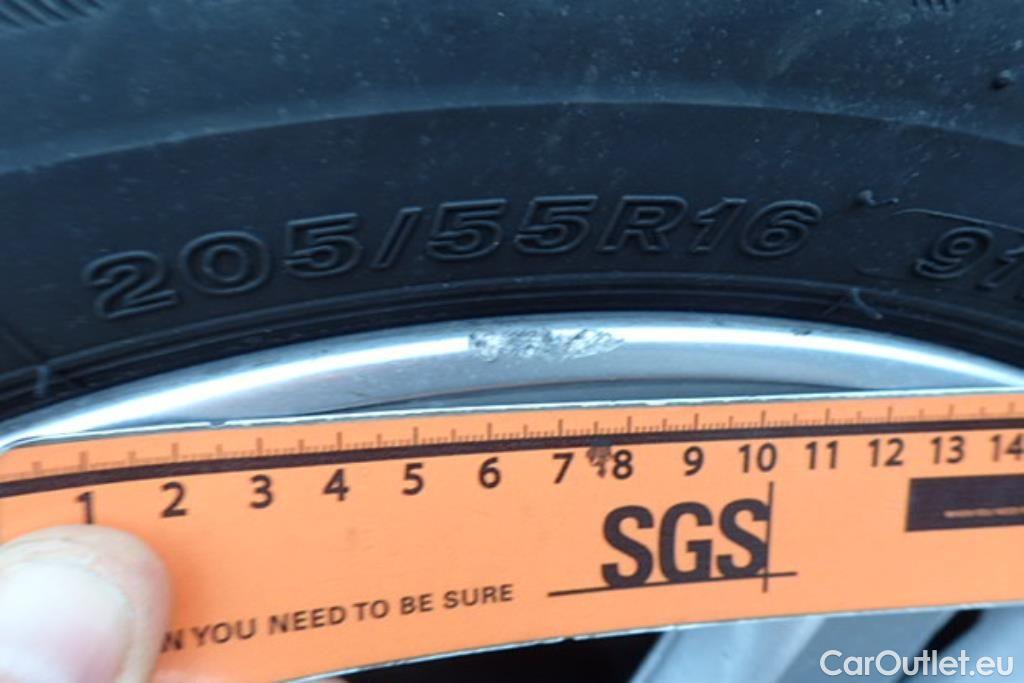 205/55R16 91
1 2 3 4 5 6 7 8 9 10 11 12 13 14
SGS
YOU NEED TO BE SURE
CarOutlet.eu